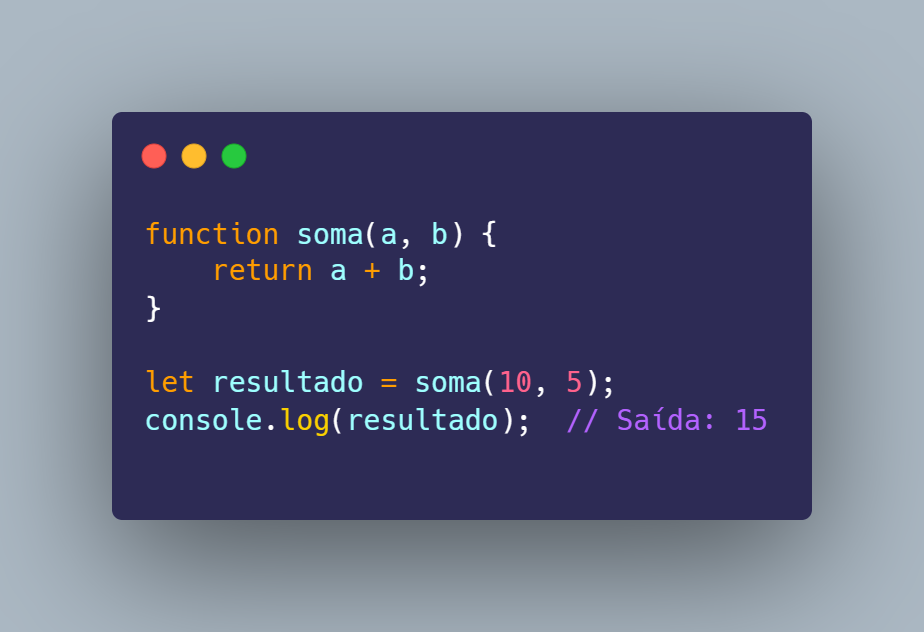 function soma(a, b) {
    return a + b;
}

let resultado = soma(10, 5);
console.log(resultado);  // Saída: 15